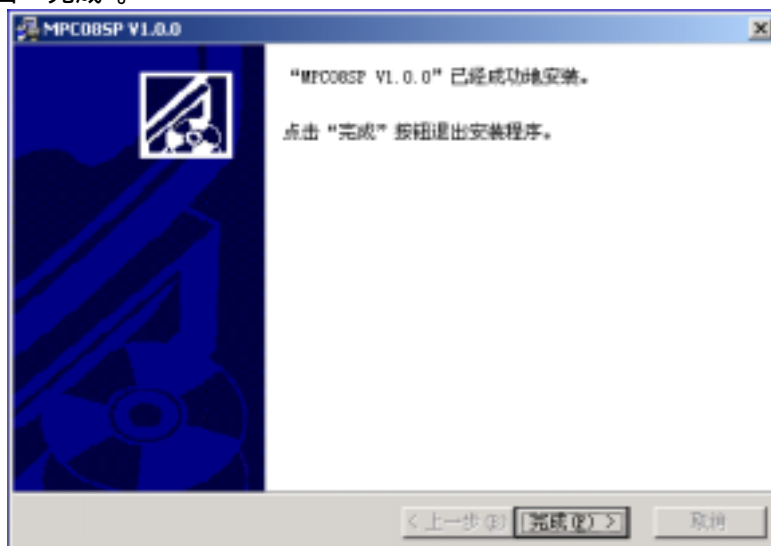 击“完成”。
MPC08SP V1.0.0
“MPC08SP V1.0.0” 已经成功地安装。
点击 “完成” 按钮退出安装程序。
< 上一步(B) 完成(F) > 取消